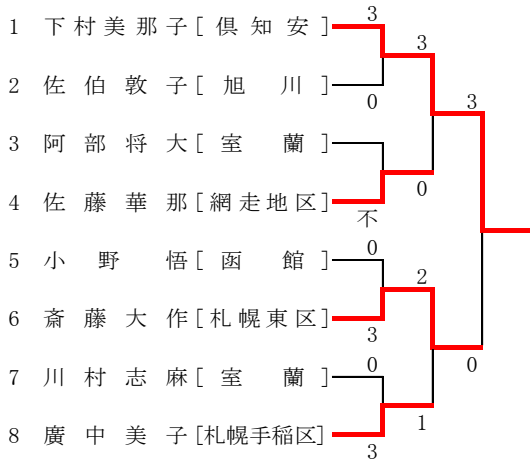 3
1 下村美那子[倶知安] 3
2 佐伯敦子[旭川]
0 3
3 阿部将大[室蘭]
4 佐藤華那[網走地区] 0
不
5 小野悟[函館] 0
2
6 斎藤大作[札幌東区]
3
7 川村志麻[室蘭] 0 0
8 廣中美子[札幌手稲区] 1
3